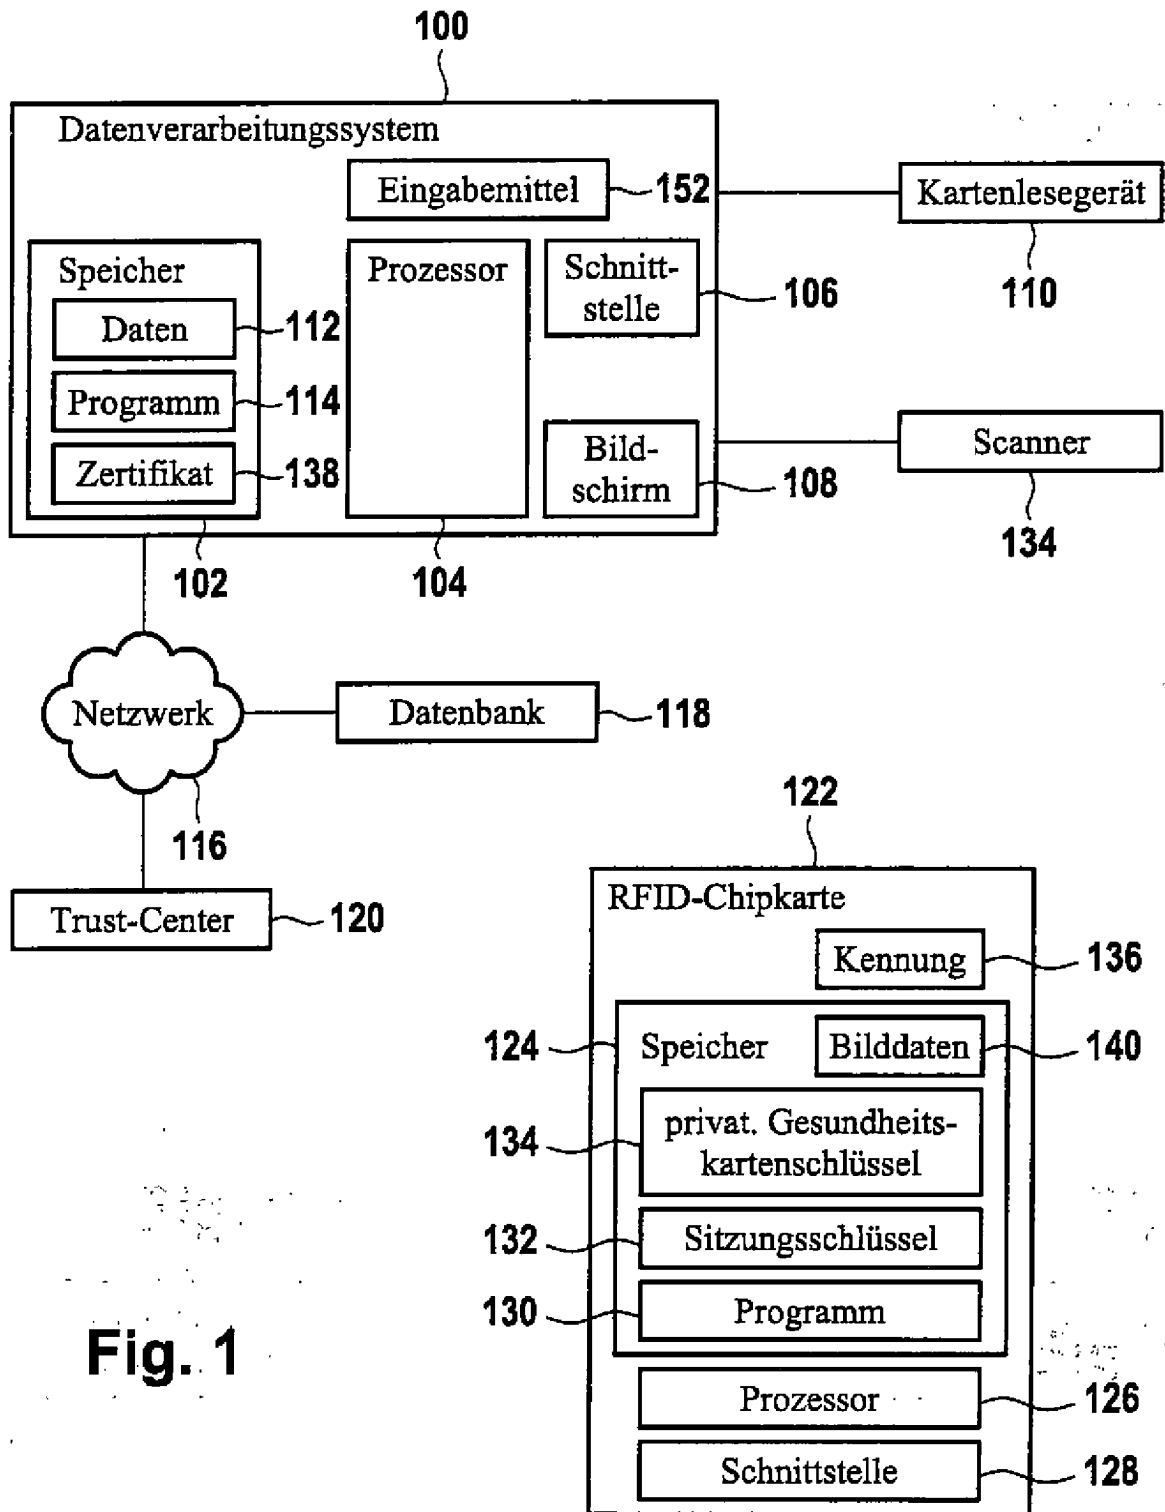 100
Datenverarbeitungssystem
Eingabemittel
152
Kartenlesegerät
110
Speicher
Daten
112
Programm
114
Zertifikat
138
102
Prozessor
104
Schnitt-
stelle
106
Bild-
schirm
108
Scanner
134
Netzwerk
116
Datenbank
118
Trust-Center
120
122
RFID-Chipkarte
Kennung
136
124
Speicher
Bilddaten
140
134
privat. Gesundheits-
kartenschlüssel
132
Sitzungsschlüssel
130
Programm
Prozessor
126
Schnittstelle
128
Fig. 1